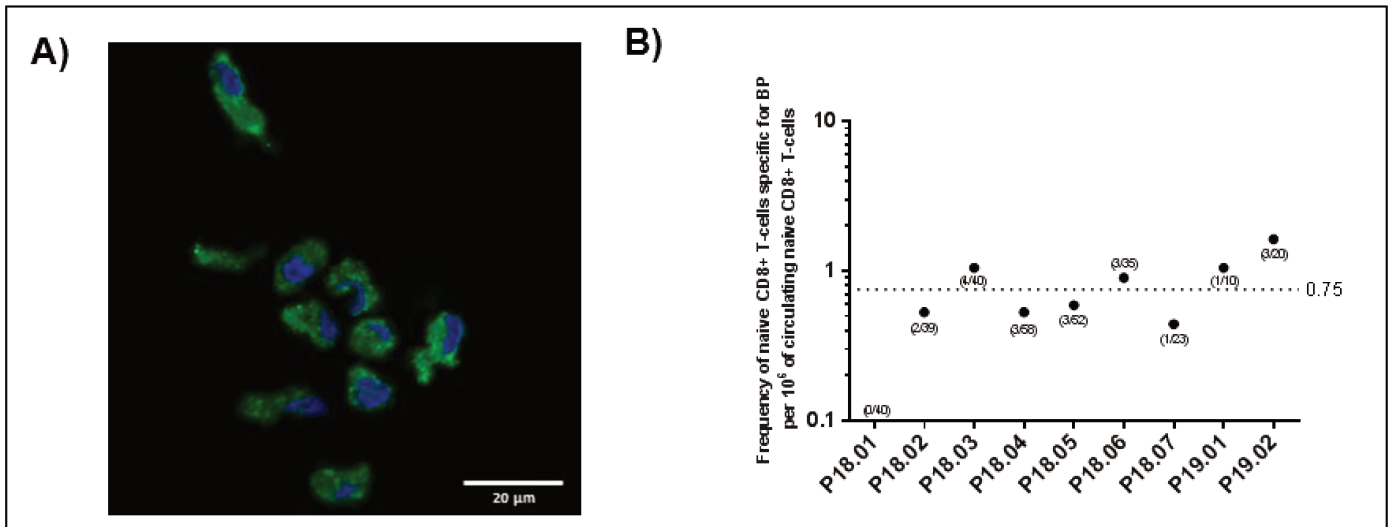 A)
20 μm
B)
Frequency of naive CD8+ T-cells specific for BP
per 10⁶ of circulating naive CD8+ T-cells
10
1
0.1
(0/40)
(2/39)
(4/40)
(3/58)
(3/52)
(3/35)
(1/23)
(1/10)
(3/20)
0.75
P18.01
P18.02
P18.03
P18.04
P18.05
P18.06
P18.07
P19.01
P19.02